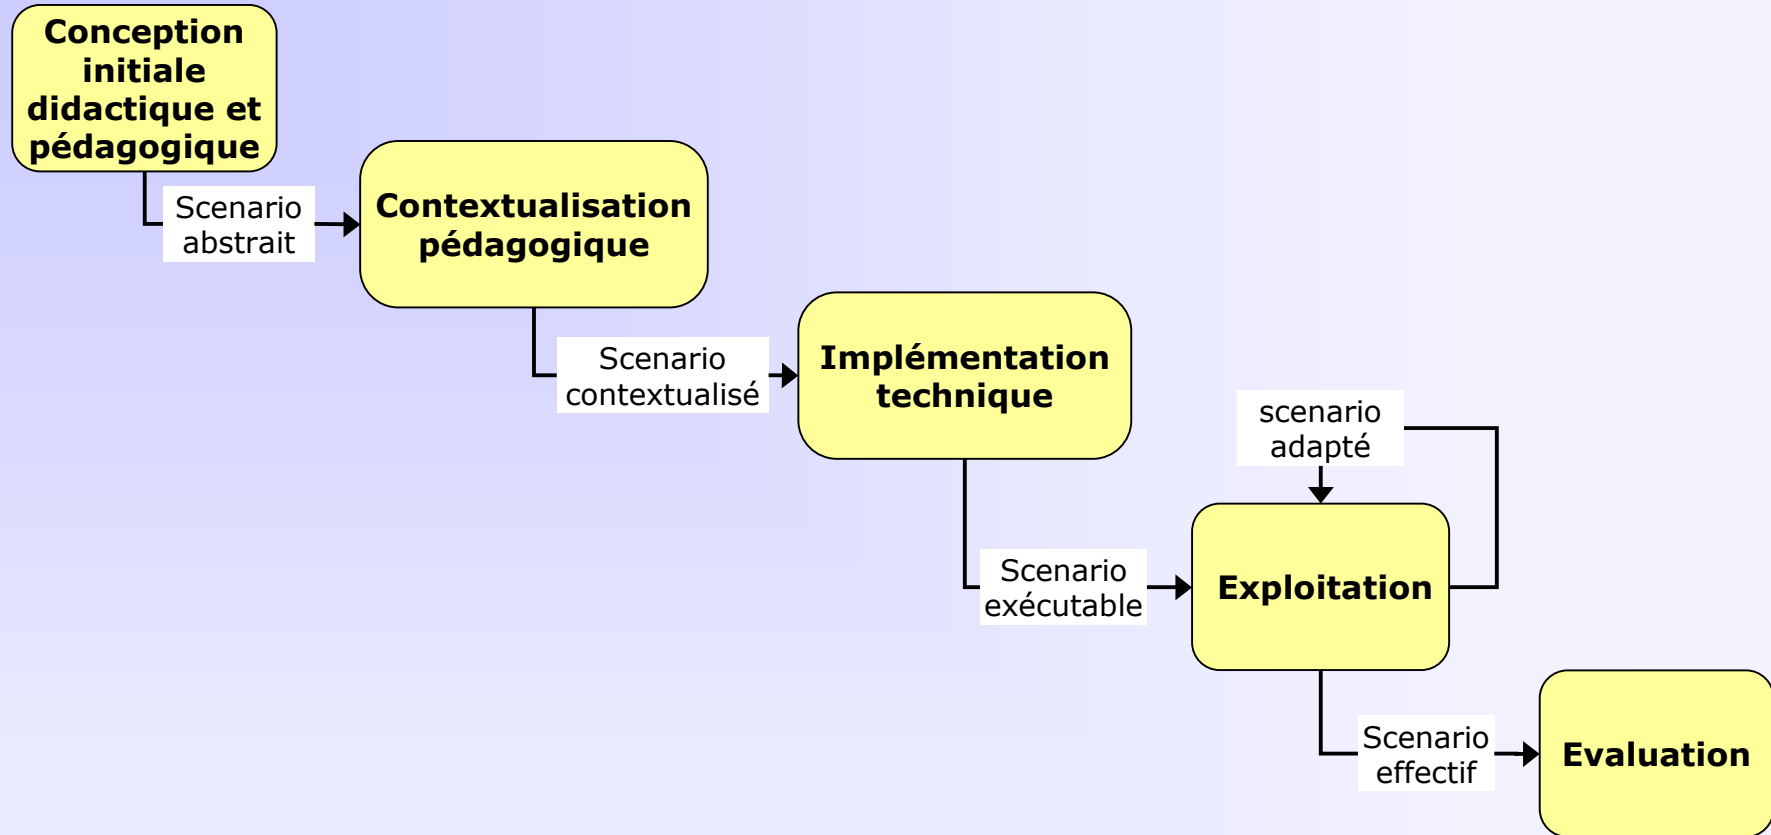 Conception
initiale
didactique et
pédagogique
Scenario
abstrait
Contextualisation
pédagogique
Scenario
contextualisé
Implémentation
technique
scenario
adapté
Scenario
exécutable
Exploitation
Scenario
effectif
Evaluation